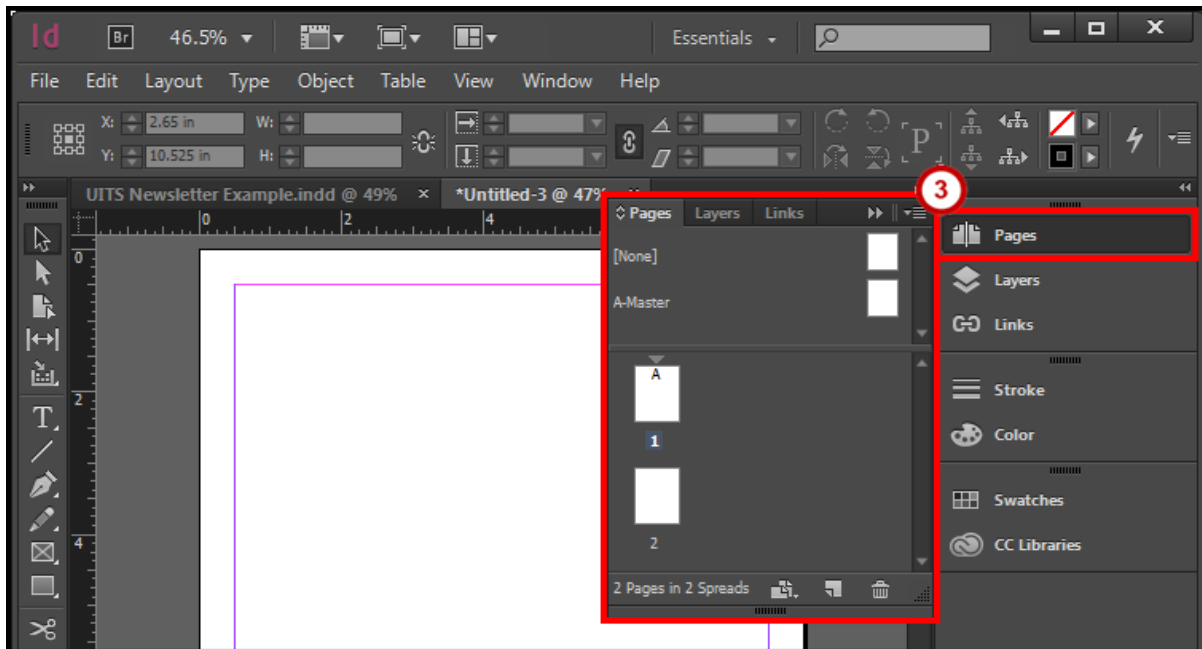 Id Br 46.5% Essentials
File Edit Layout Type Object Table View Window Help
X: 2.65 in W:
Y: 10.525 in H:
P
UITS Newsletter Example.indd @ 49% × *Untitled-3 @ 47%
3
0 2 4
Pages Layers Links
[None]
A-Master
A
1
2
2 Pages in 2 Spreads
0
2
4
T
Pages
Layers
Links
Stroke
Color
Swatches
CC Libraries